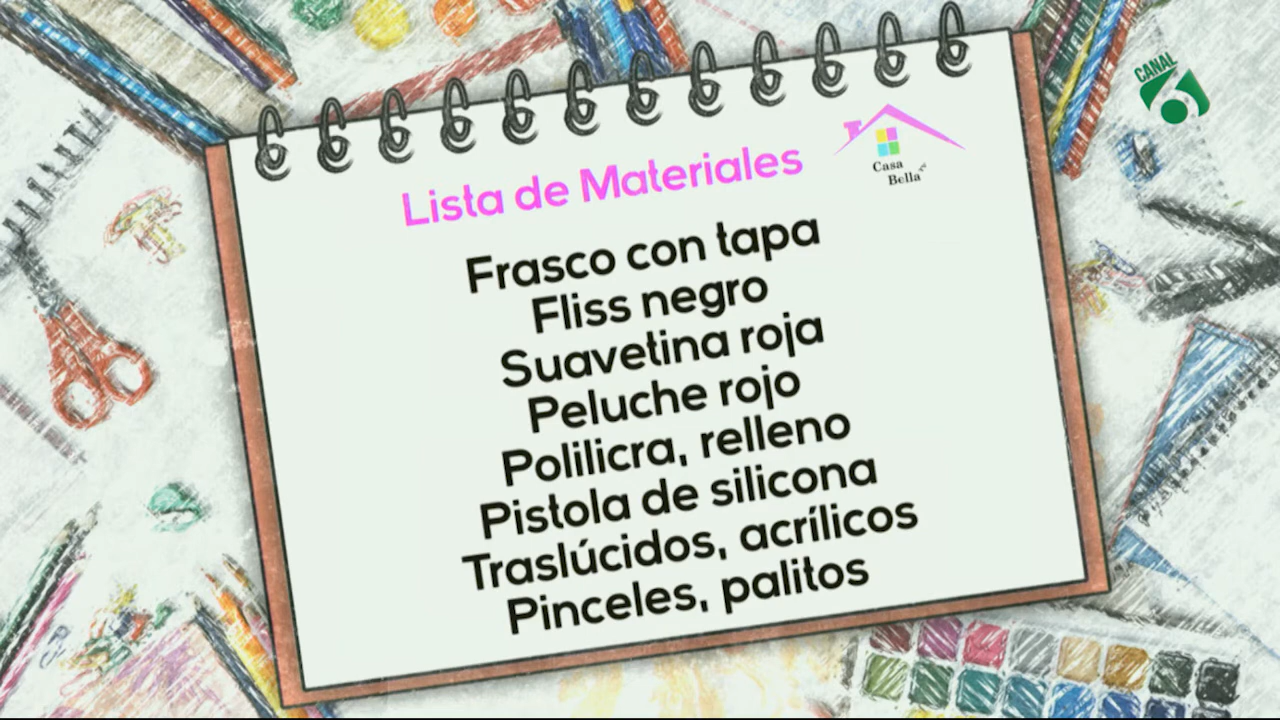 CANAL 6
Casa
Bella
Lista de Materiales
Frasco con tapa
Fliss negro
Suavetina roja
Peluche rojo
Polilicra, relleno
Pistola de silicona
Traslúcidos, acrílicos
Pinceles, palitos